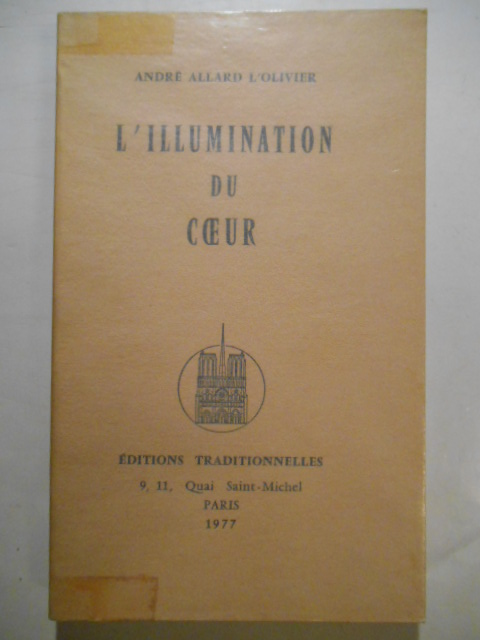 ANDRÉ ALLARD L'OLIVIER
L'ILLUMINATION
DU
CŒUR
ÉDITIONS TRADITIONNELLES
9, 11, Quai Saint-Michel
PARIS
1977